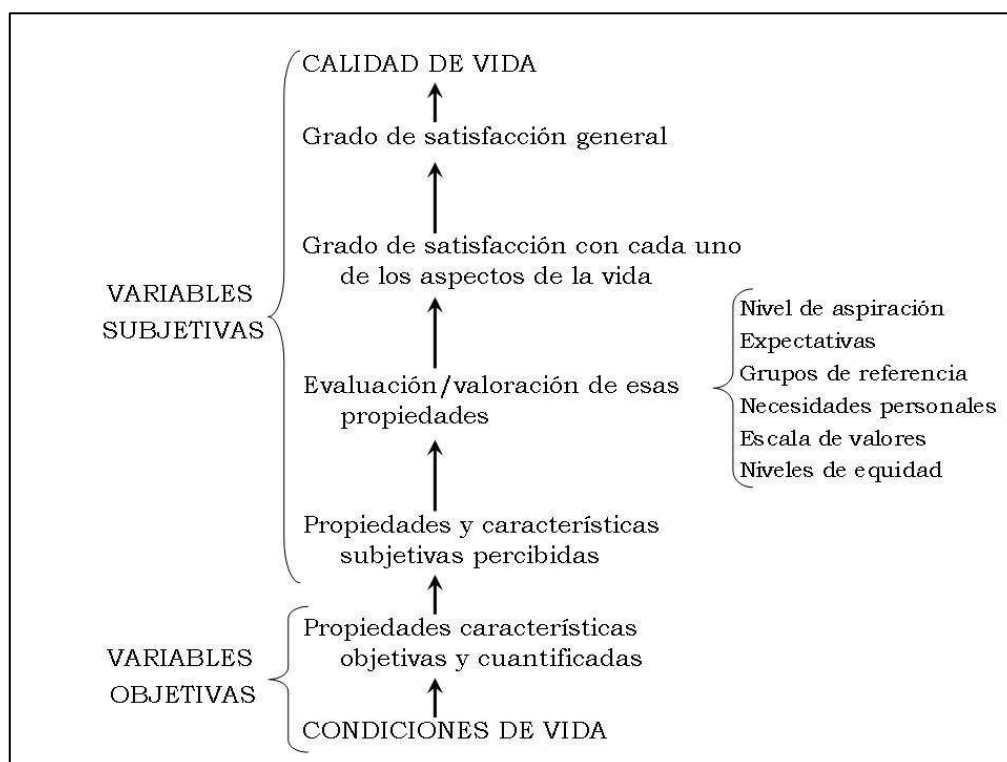 CALIDAD DE VIDA
Grado de satisfacción general
Grado de satisfacción con cada uno
de los aspectos de la vida
VARIABLES
SUBJETIVAS
Nivel de aspiración
Expectativas
Grupos de referencia
Necesidades personales
Escala de valores
Niveles de equidad
Evaluación/valoración de esas
propiedades
Propiedades y característícas
subjetivas percibidas
VARIABLES
OBJETIVAS
Propiedades características
objetivas y cuantificadas
CONDICIONES DE VIDA